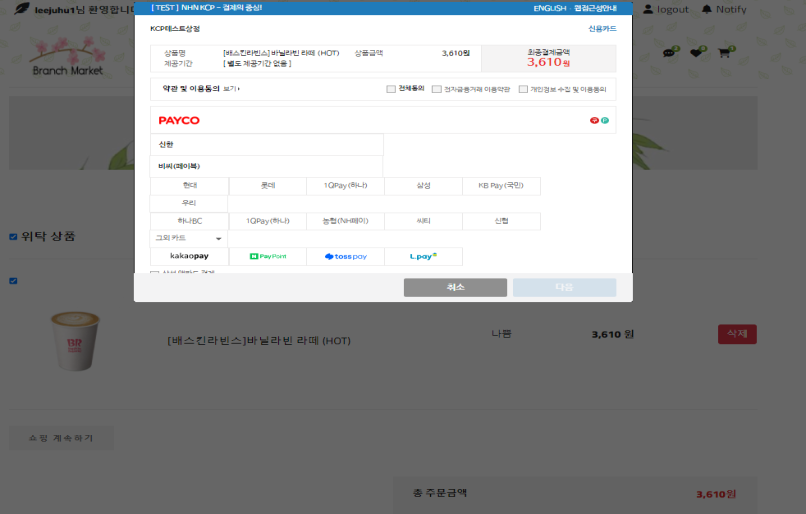 leejuhu1님 환영합니다
logout
Notify
Branch Market
[TEST] NHN KCP - 결제의 중심!
ENGLISH · 웹접근성안내
KCP테스트상점
신용카드
상품명 [배스킨라빈스]바닐라빈 라떼 (HOT) 상품금액 3,610원
제공기간 [ 별도 제공기간 없음 ]
최종결제금액
3,610원
약관 및 이용동의 보기 전체동의 전자금융거래 이용약관 개인정보 수집 및 이용동의
PAYCO
신한
비씨(페이북)
현대 롯데 1QPay(하나) 삼성 KB Pay(국민)
우리
하나BC 1QPay(하나) 농협(NH페이) 씨티 신협
그외 카드
kakaopay N PayPoint toss pay L.pay
취소 다음
위탁 상품
BR
[배스킨라빈스]바닐라빈 라떼 (HOT)
나쁨
3,610 원
삭제
쇼핑 계속하기
총 주문금액 3,610원